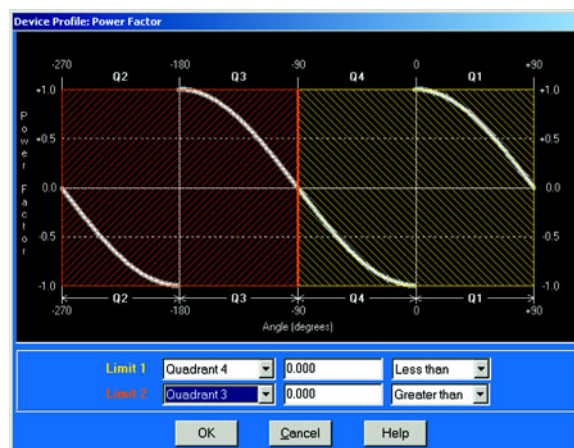 Device Profile: Power Factor
-270 -180 -90 0 +90
Q2 Q3 Q4 Q1
+1.0 +1.0
+0.5 +0.5
0.0 0.0
-0.5 -0.5
-1.0 -1.0
Power Factor
Q2 Q3 Q4 Q1
-270 -180 -90 0 +90
Angle (degrees)
Limit 1 Quadrant 4 0.000 Less than
Limit 2 Quadrant 3 0.000 Greater than
OK Cancel Help